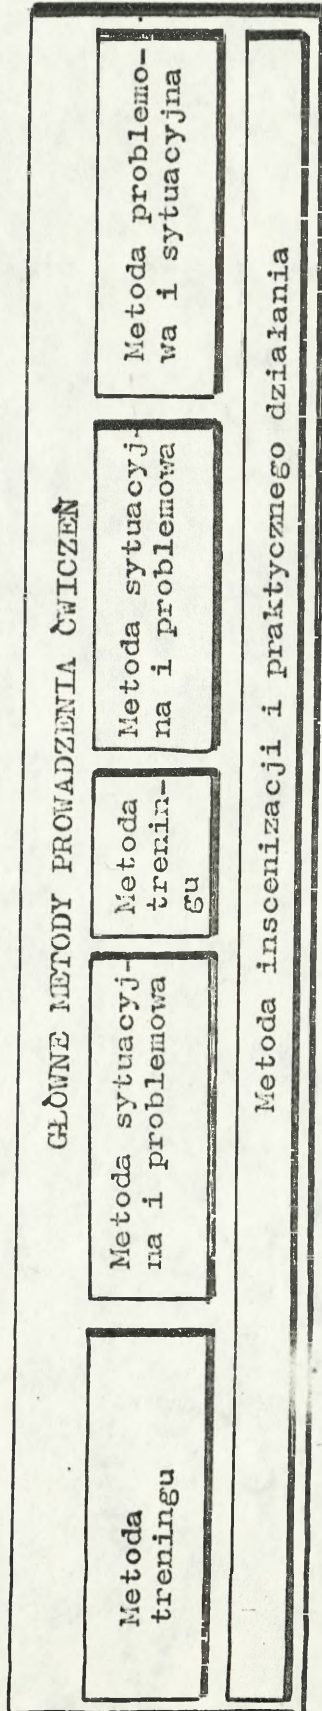 GŁÓWNE METODY PROWADZENIA ĆWICZEŃ
Metoda
treningu
Metoda sytuacyj-
na i problemowa
Metoda
trenin-
gu
Metoda sytuacyj-
na i problemowa
Metoda problemo-
wa i sytuacyjna
Metoda inscenizacji i praktycznego działania